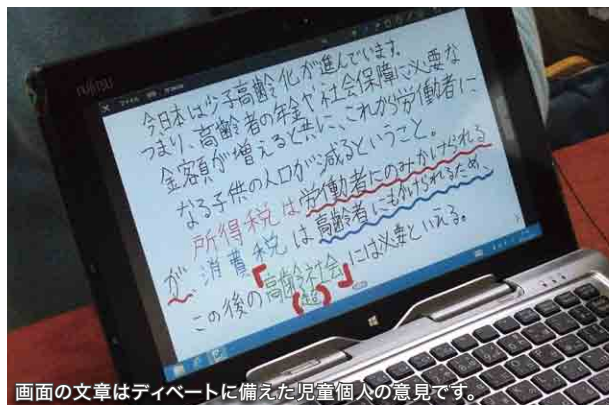 FUJITSU
今日本は少子高齢化が進んでいます。
つまり、高齢者の年金や社会保障に必要な
金額が増えると共に、これから労働者に
なる子供の人口が減るということ。
所得税は労働者にのみかけられる
が、消費税は高齢者にもかけられるため、
この後の「高齢社会」には必要といえる。
(超)
画面の文章はディベートに備えた児童個人の意見です。